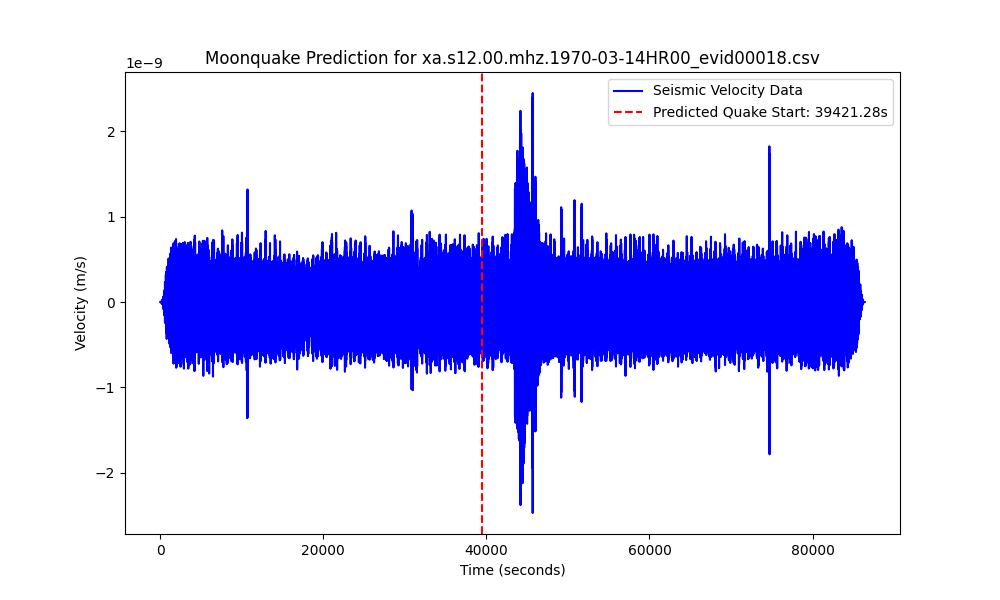 Moonquake Prediction for xa.s12.00.mhz.1970-03-14HR00_evid00018.csv
1e−9
Seismic Velocity Data
Predicted Quake Start: 39421.28s
2
1
0
−1
−2
Velocity (m/s)
0 20000 40000 60000 80000
Time (seconds)